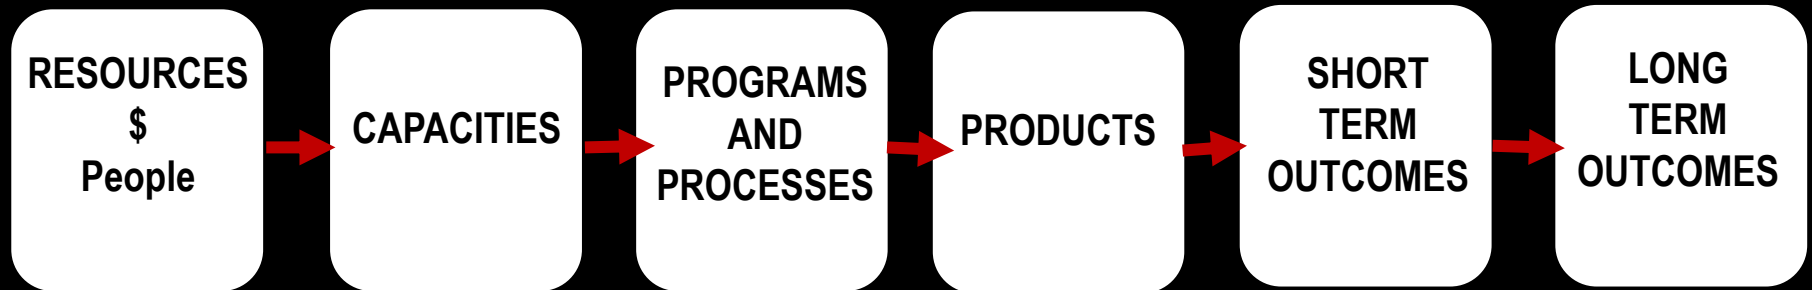 RESOURCES
$
People
CAPACITIES
PROGRAMS
AND
PROCESSES
PRODUCTS
SHORT
TERM
OUTCOMES
LONG
TERM
OUTCOMES